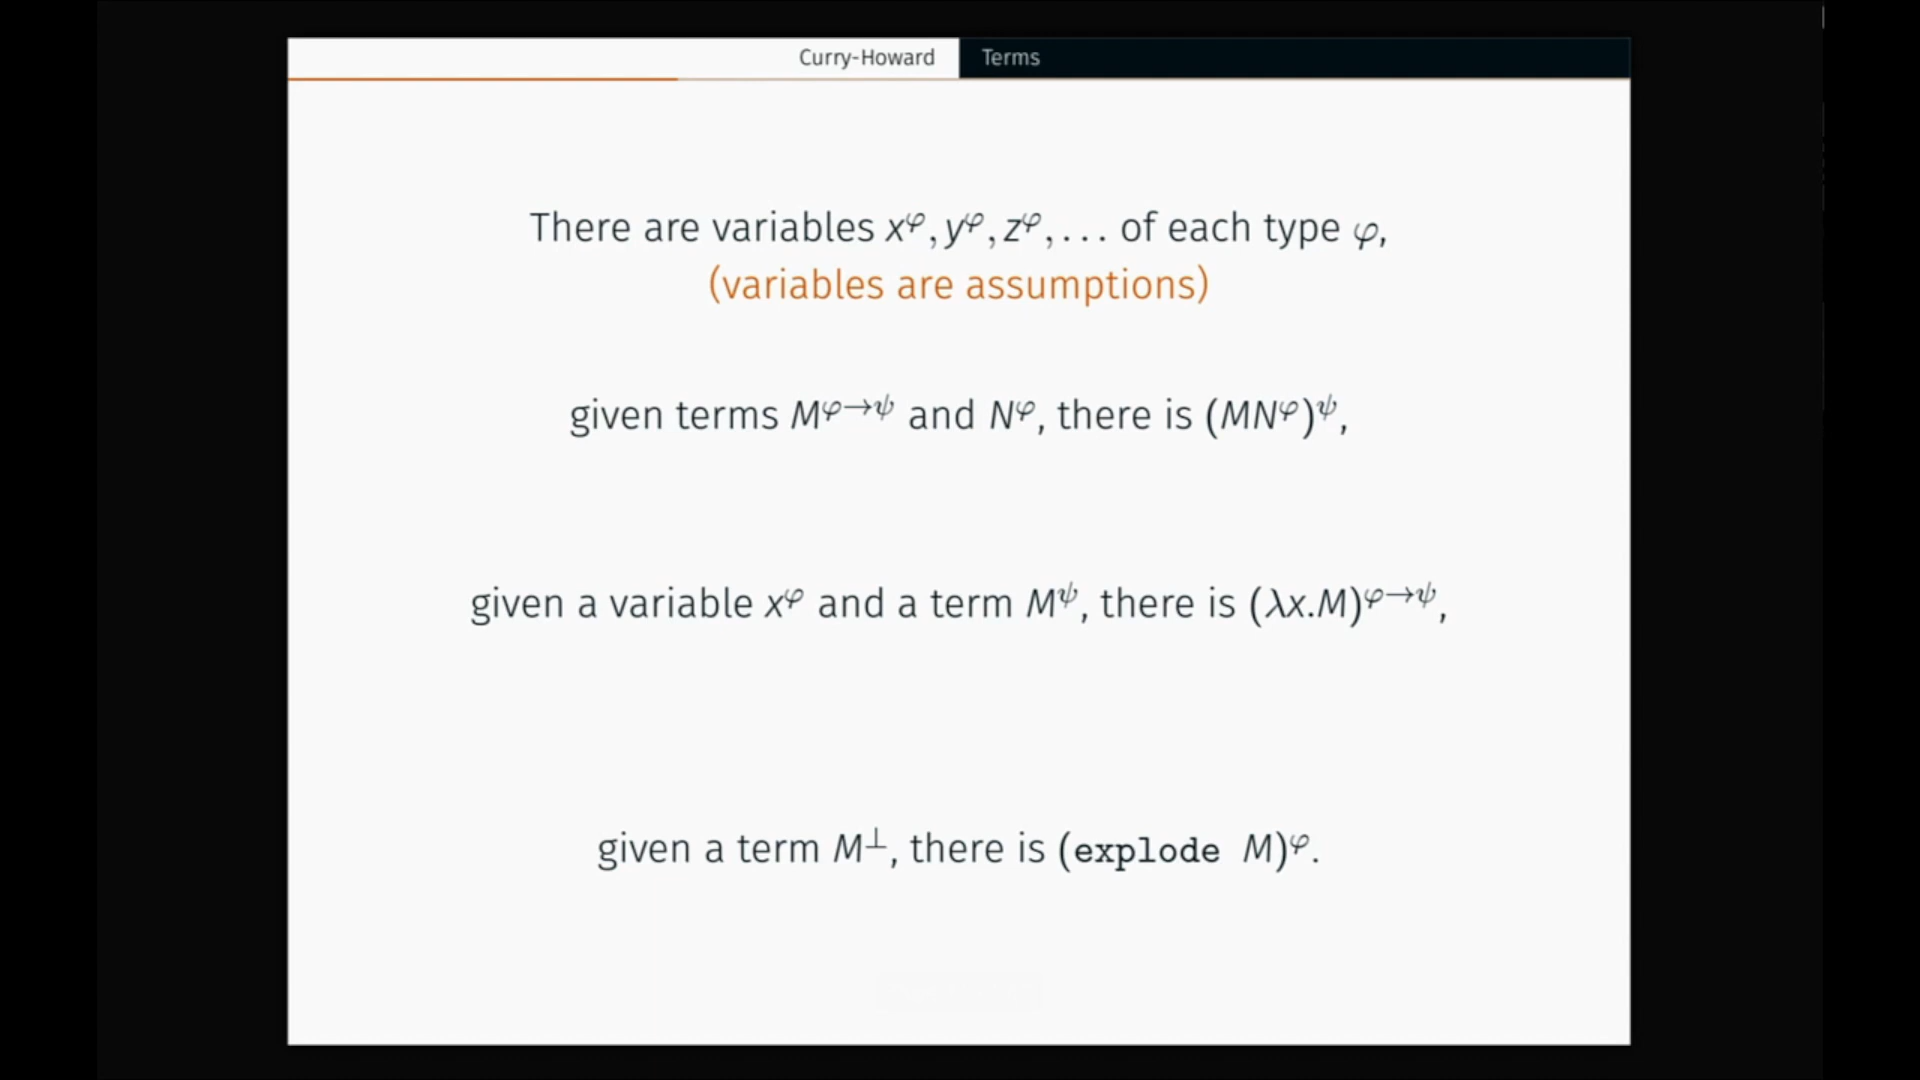 Curry-Howard Terms
There are variables x^φ, y^φ, z^φ, ... of each type φ,
(variables are assumptions)
given terms M^{φ→ψ} and N^φ, there is (MN^φ)^ψ,
given a variable x^φ and a term M^ψ, there is (λx.M)^{φ→ψ},
given a term M^⊥, there is (explode M)^φ.